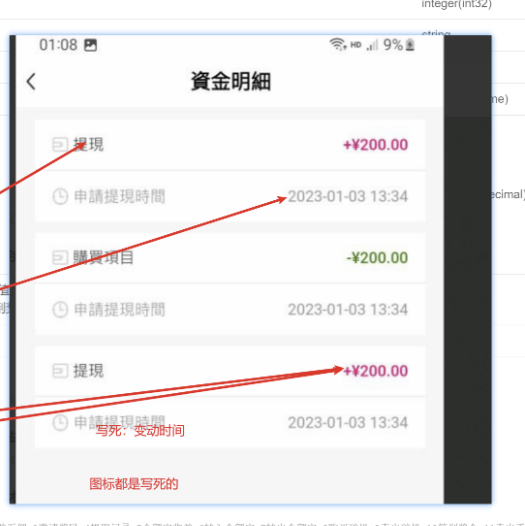 integer(int32)
string
01:08 9%
資金明細
me)
提現 +¥200.00
申請提現時間 2023-01-03 13:34
ecimal)
購買項目 -¥200.00
申請提現時間 2023-01-03 13:34
提現 +¥200.00
申請提現時間 2023-01-03 13:34
写死：变动时间
图标都是写死的